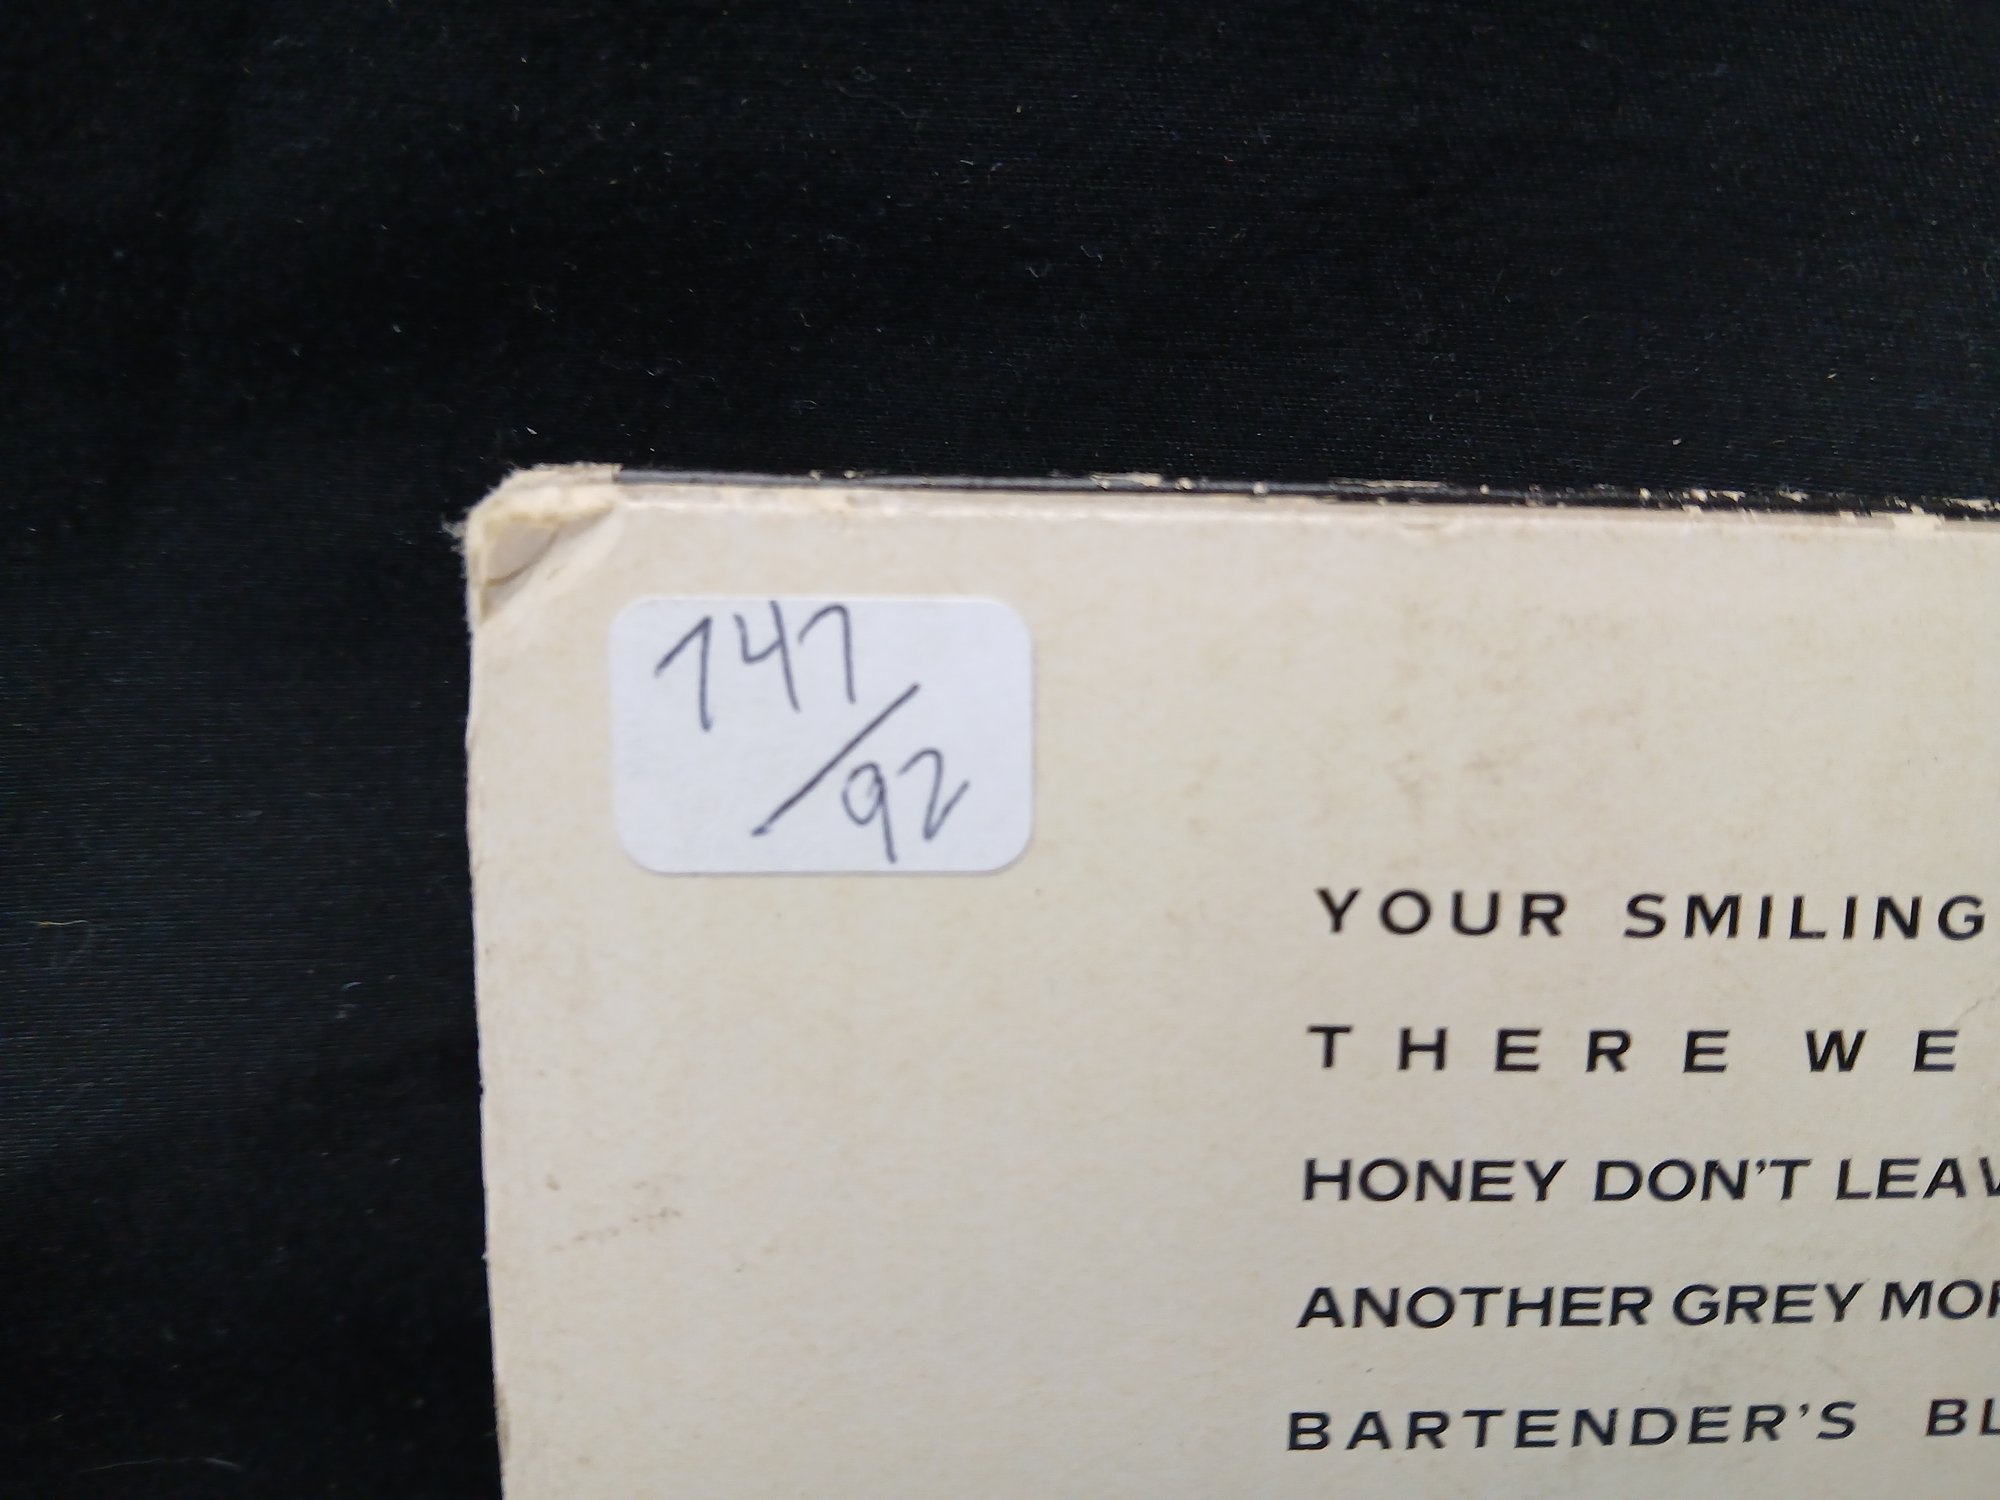 747
/92
YOUR SMILING
THERE WE
HONEY DON'T LEAV
ANOTHER GREY MOR
BARTENDER'S BL